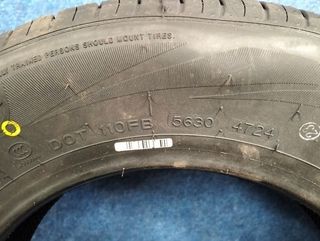 TRAINED PERSONS SHOULD MOUNT TIRES.
DOT 110FB 5630 4724